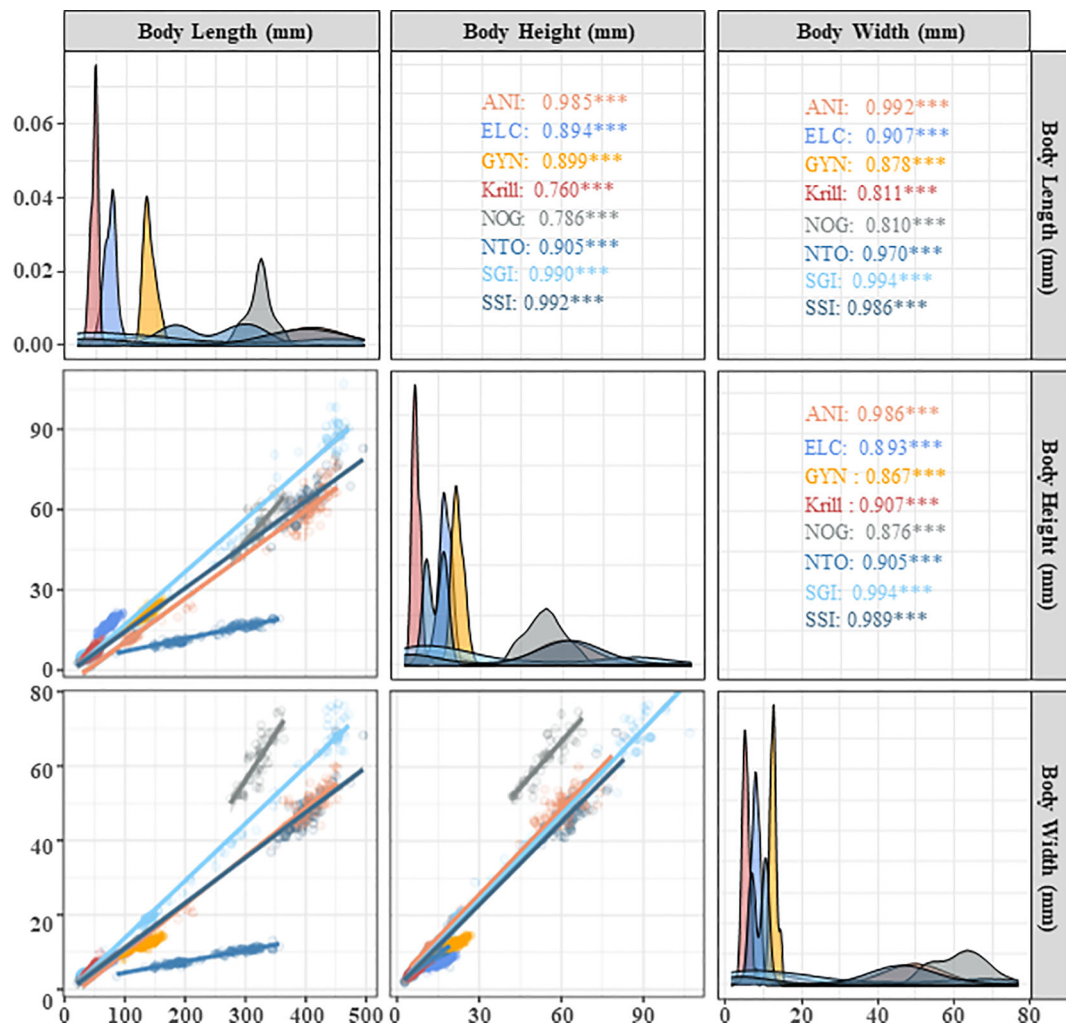 Body Length (mm)
Body Height (mm)
Body Width (mm)
0.06
0.04
0.02
0.00
ANI: 0.985***
ELC: 0.894***
GYN: 0.899***
Krill: 0.760***
NOG: 0.786***
NTO: 0.905***
SGI: 0.990***
SSI: 0.992***
ANI: 0.992***
ELC: 0.907***
GYN: 0.878***
Krill: 0.811***
NOG: 0.810***
NTO: 0.970***
SGI: 0.994***
SSI: 0.986***
Body Length (mm)
90
60
30
0
ANI: 0.986***
ELC: 0.893***
GYN : 0.867***
Krill : 0.907***
NOG: 0.876***
NTO: 0.905***
SGI: 0.994***
SSI: 0.989***
Body Height (mm)
80
60
40
20
0
Body Width (mm)
0 100 200 300 400 500
0 30 60 90
0 20 40 60 80